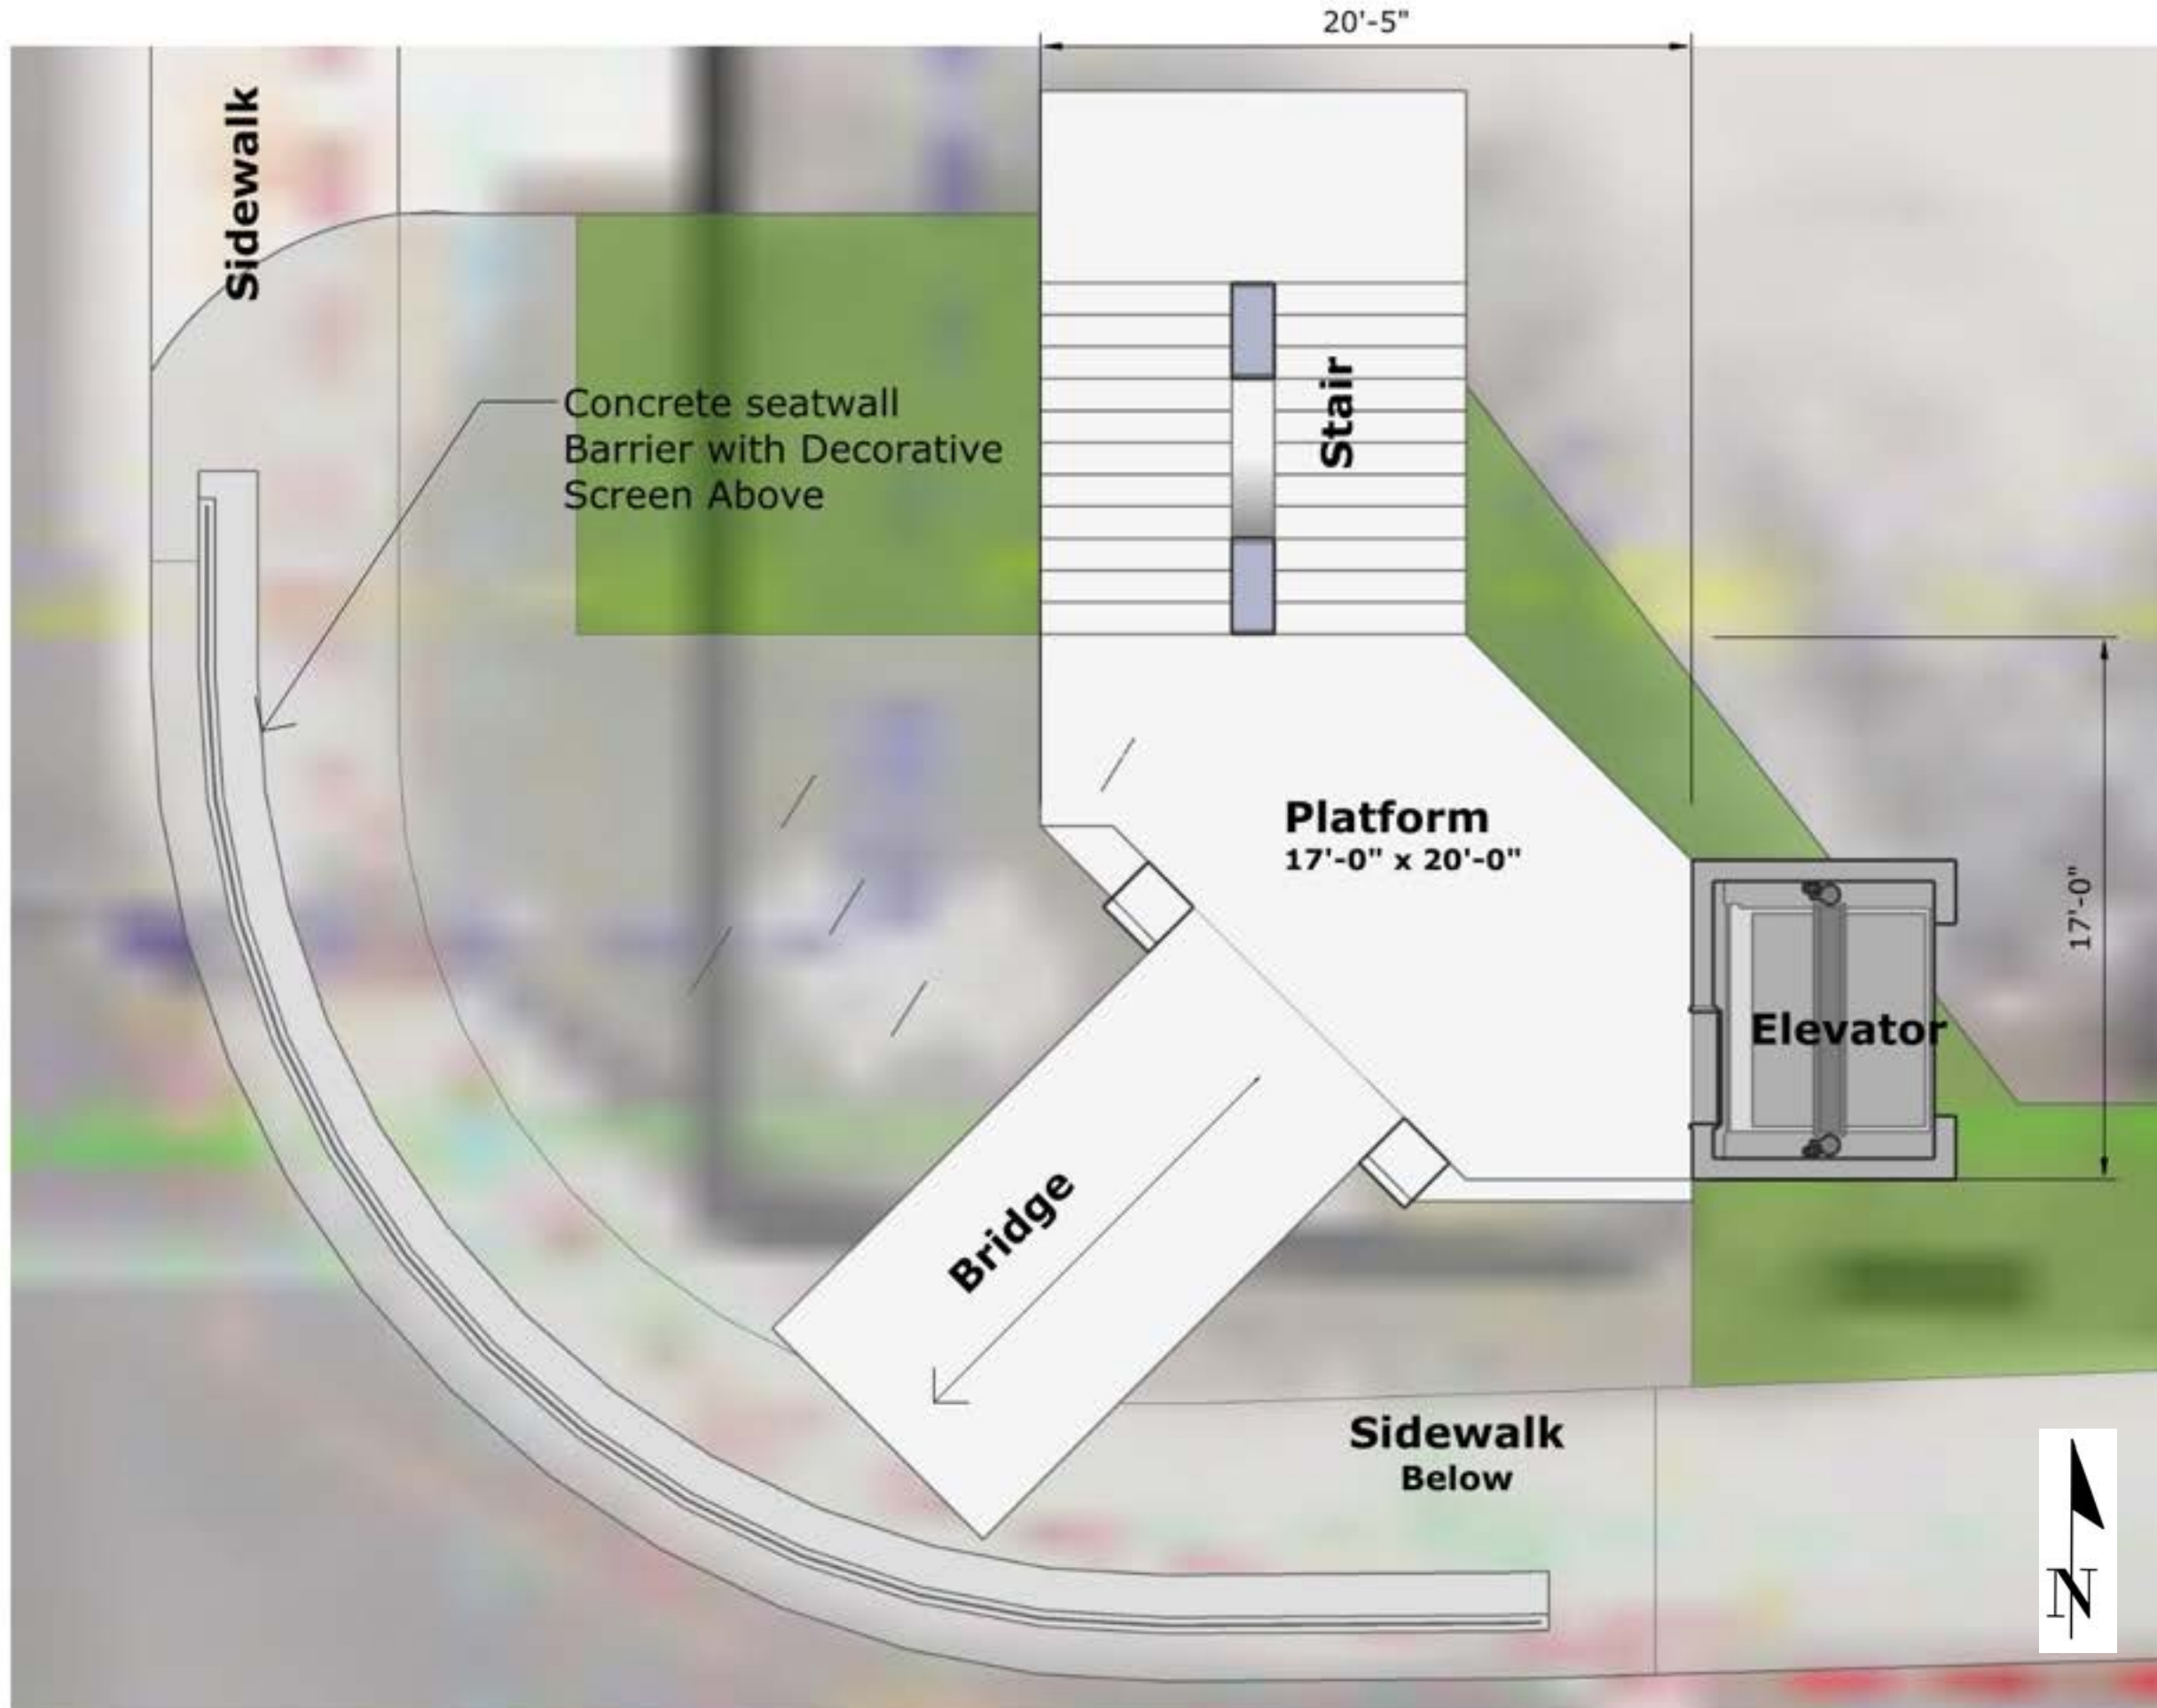 20'-5"
Sidewalk
Concrete seatwall
Barrier with Decorative
Screen Above
Stair
Platform
17'-0" x 20'-0"
17'-0"
Elevator
Bridge
Sidewalk
Below
N